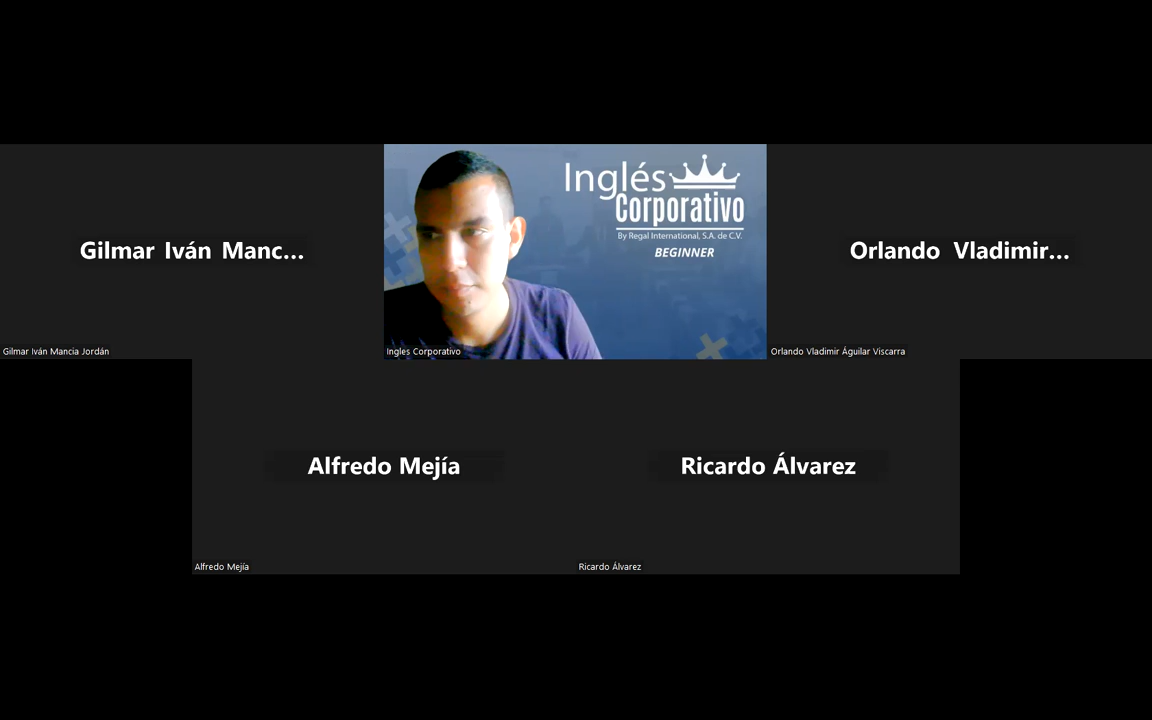 Gilmar Iván Manc...
Gilmar Iván Mancia Jordán
Inglés
Corporativo
By Regal International, S.A. de C.V.
BEGINNER
Ingles Corporativo
Orlando Vladimir...
Orlando Vladimir Águilar Viscarra
Alfredo Mejía
Alfredo Mejía
Ricardo Álvarez
Ricardo Álvarez